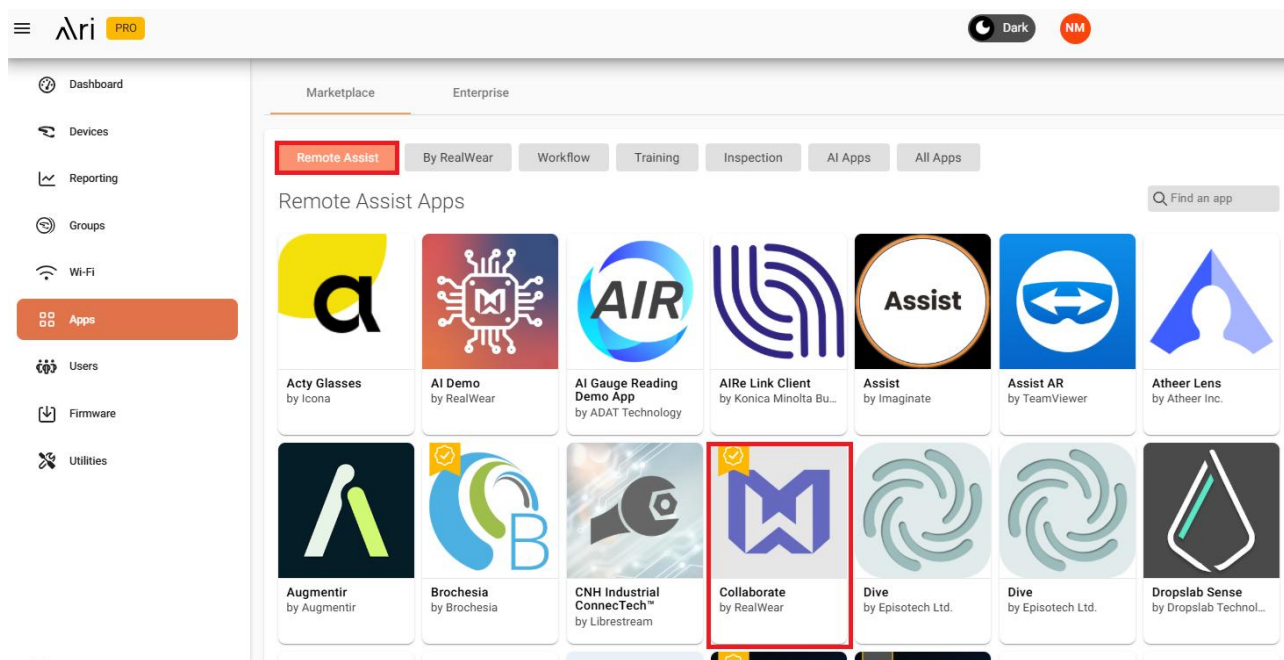 Ari PRO
Dark
NM
Dashboard
Devices
Reporting
Groups
Wi-Fi
Apps
Users
Firmware
Utilities
Marketplace Enterprise
Remote Assist By RealWear Workflow Training Inspection AI Apps All Apps
Remote Assist Apps
Find an app
a
AIR
Assist
Acty Glasses
by Icona
AI Demo
by RealWear
AI Gauge Reading
Demo App
by ADAT Technology
AIRe Link Client
by Konica Minolta Bu...
Assist
by Imaginate
Assist AR
by TeamViewer
Atheer Lens
by Atheer Inc.
B
Augmentir
by Augmentir
Brochesia
by Brochesia
CNH Industrial
ConnecTech™
by Librestream
Collaborate
by RealWear
Dive
by Episotech Ltd.
Dive
by Episotech Ltd.
Dropslab Sense
by Dropslab Technol...